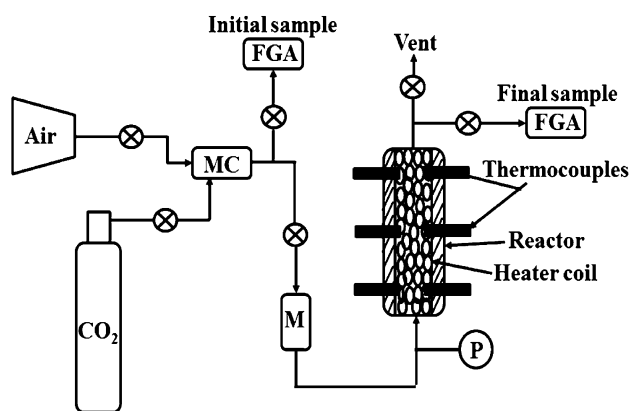 Initial sample
FGA
Vent
Final sample
FGA
Air
MC
Thermocouples
Reactor
Heater coil
M
P
CO₂